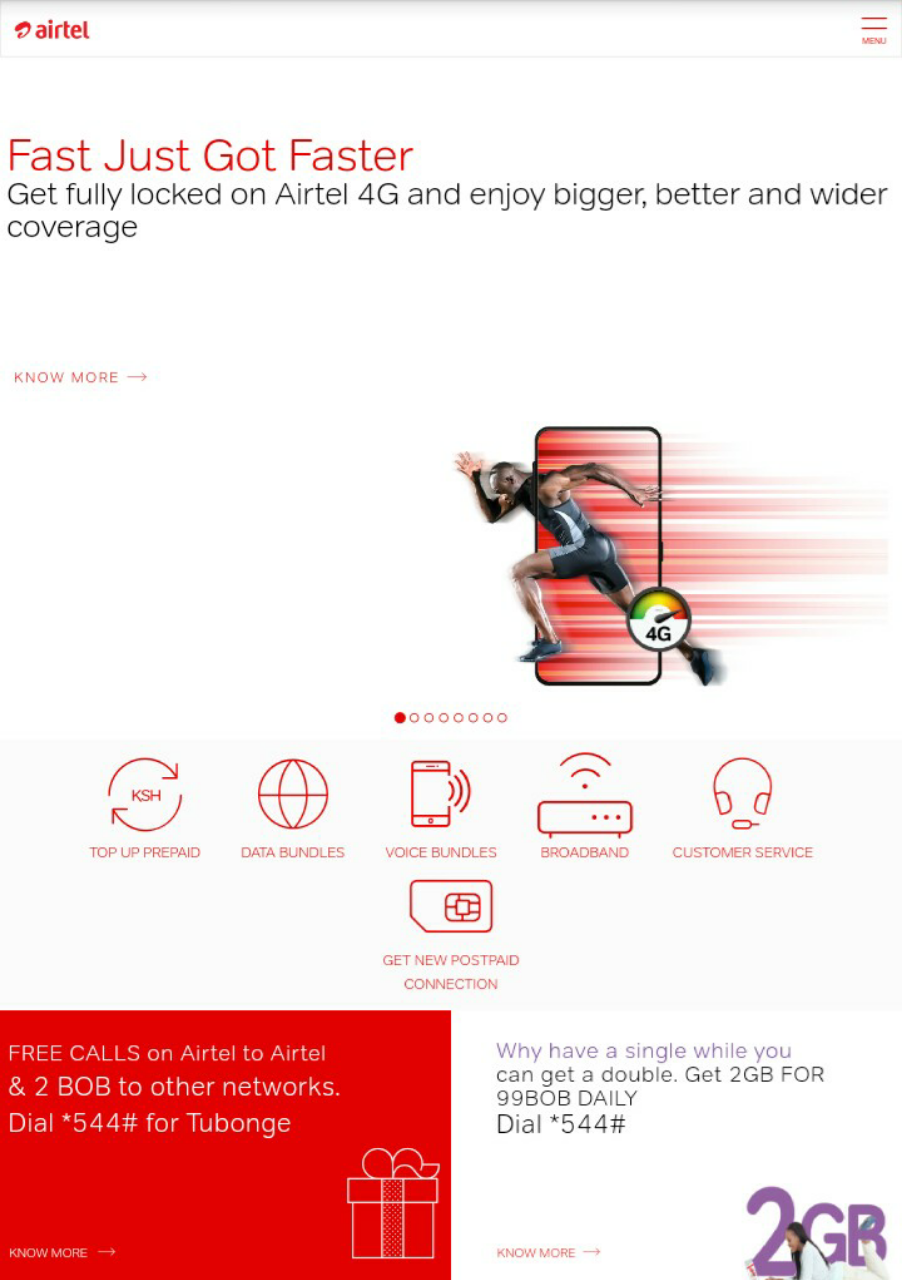 airtel
MENU
Fast Just Got Faster
Get fully locked on Airtel 4G and enjoy bigger, better and wider
coverage
KNOW MORE
4G
KSH
TOP UP PREPAID
DATA BUNDLES
VOICE BUNDLES
BROADBAND
CUSTOMER SERVICE
GET NEW POSTPAID
CONNECTION
FREE CALLS on Airtel to Airtel
& 2 BOB to other networks.
Dial *544# for Tubonge
KNOW MORE
Why have a single while you
can get a double. Get 2GB FOR
99BOB DAILY
Dial *544#
KNOW MORE
2GB